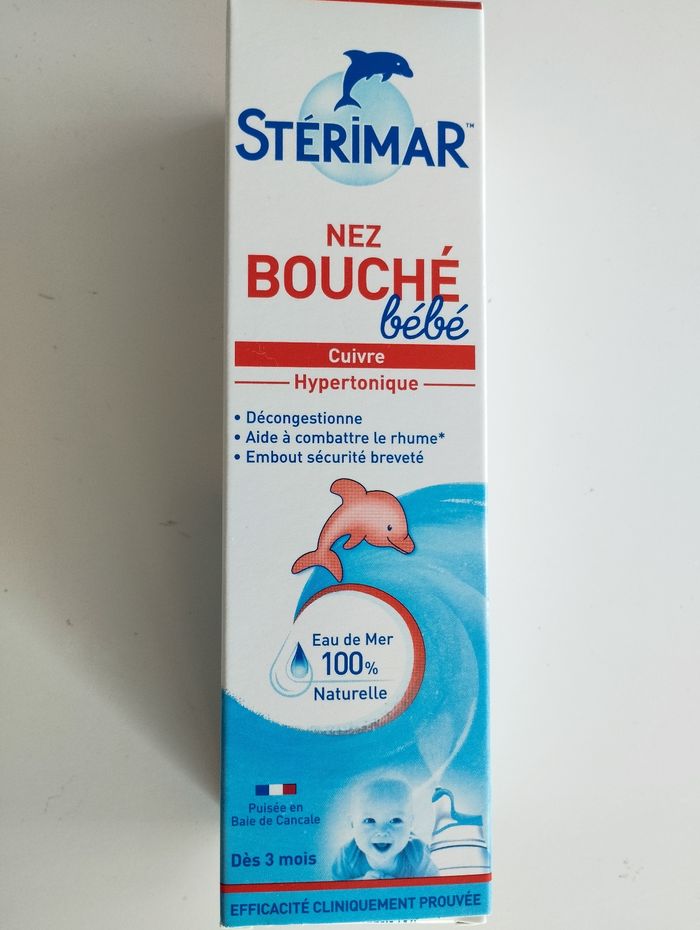 STÉRIMAR™
NEZ
BOUCHÉ
bébé
Cuivre
Hypertonique
• Décongestionne
• Aide à combattre le rhume*
• Embout sécurité breveté
Eau de Mer
100%
Naturelle
Puisée en
Baie de Cancale
Dès 3 mois
EFFICACITÉ CLINIQUEMENT PROUVÉE